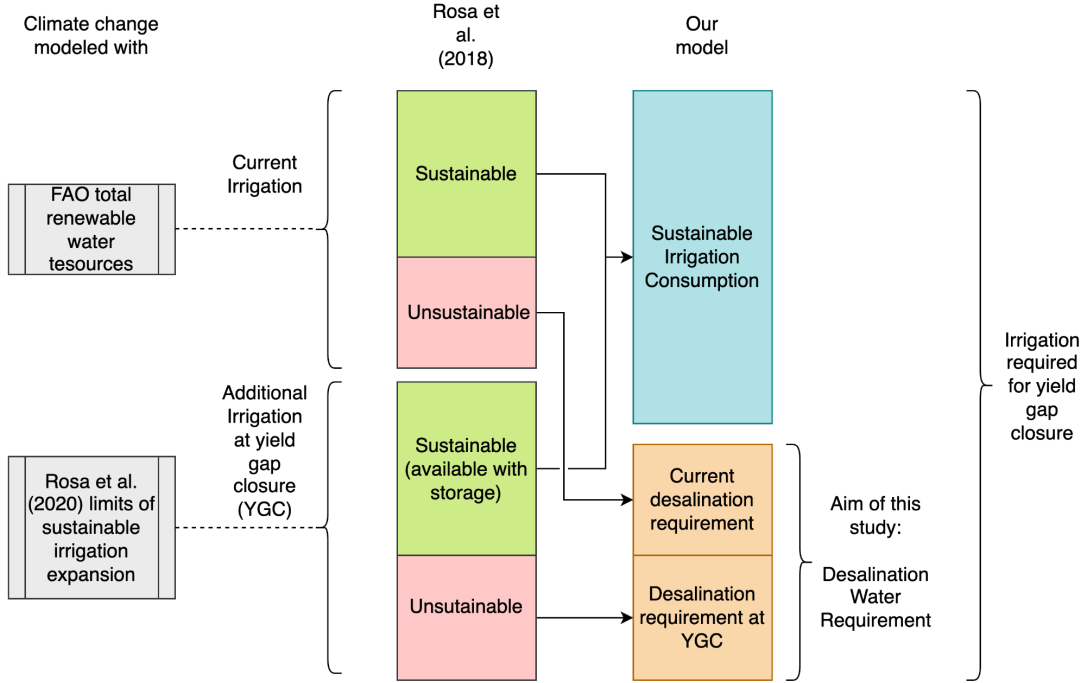 Climate change
modeled with
Rosa et
al.
(2018)
Our
model
FAO total
renewable
water
tesources
Current
Irrigation
Sustainable
Unsustainable
Sustainable
Irrigation
Consumption
Rosa et al.
(2020) limits of
sustainable
irrigation
expansion
Additional
Irrigation
at yield
gap
closure
(YGC)
Sustainable
(available with
storage)
Unsutainable
Current
desalination
requirement
Desalination
requirement at
YGC
Aim of this
study:
Desalination
Water
Requirement
Irrigation
required
for yield
gap
closure